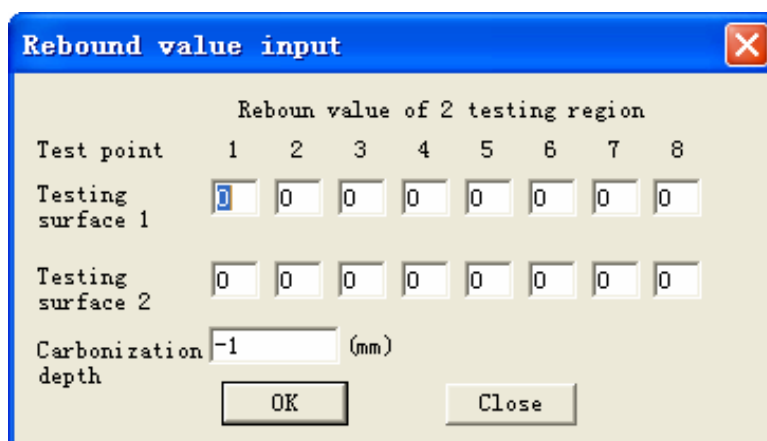 Rebound value input
Reboun value of 2 testing region
Test point 1 2 3 4 5 6 7 8
Testing
surface 1
0 0 0 0 0 0 0 0
Testing
surface 2
0 0 0 0 0 0 0 0
Carbonization
depth
-1 (mm)
OK Close